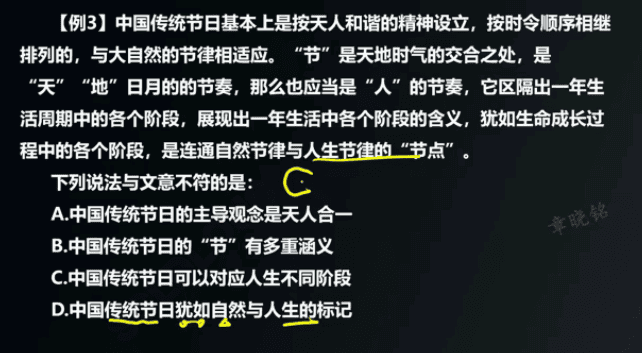 【例3】中国传统节日基本上是按天人和谐的精神设立，按时令顺序相继
排列的，与大自然的节律相适应。“节”是天地时气的交合之处，是
“天”“地”日月的的节奏，那么也应当是“人”的节奏，它区隔出一年生
活周期中的各个阶段，展现出一年生活中各个阶段的含义，犹如生命成长过
程中的各个阶段，是连通自然节律与人生节律的“节点”。
下列说法与文意不符的是：
A.中国传统节日的主导观念是天人合一
B.中国传统节日的“节”有多重涵义
C.中国传统节日可以对应人生不同阶段
D.中国传统节日犹如自然与人生的标记
章晓铭